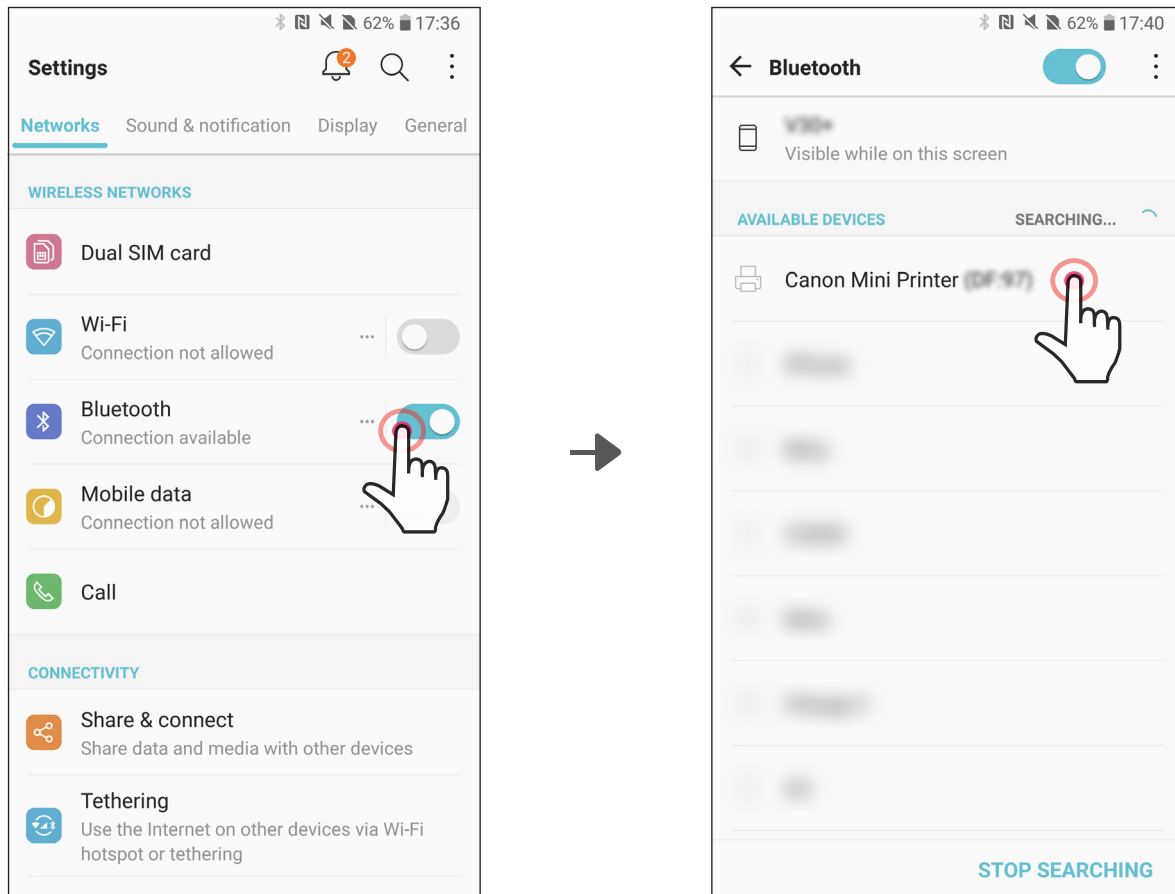 62% 17:36
Settings
2
Networks Sound & notification Display General
WIRELESS NETWORKS
Dual SIM card
Wi-Fi
Connection not allowed
Bluetooth
Connection available
Mobile data
Connection not allowed
Call
CONNECTIVITY
Share & connect
Share data and media with other devices
Tethering
Use the Internet on other devices via Wi-Fi
hotspot or tethering
62% 17:40
Bluetooth
V30+
Visible while on this screen
AVAILABLE DEVICES SEARCHING...
Canon Mini Printer (DF:97)
STOP SEARCHING